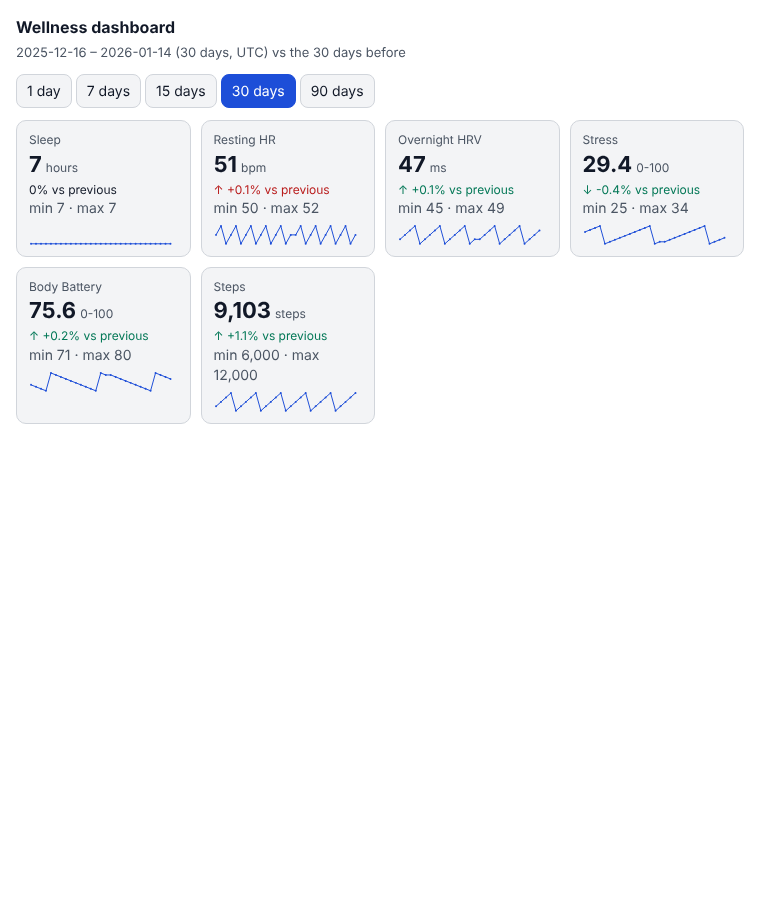 Wellness dashboard
2025-12-16 – 2026-01-14 (30 days, UTC) vs the 30 days before
1 day
7 days
15 days
30 days
90 days
Sleep
7 hours
0% vs previous
min 7 · max 7
Resting HR
51 bpm
↑ +0.1% vs previous
min 50 · max 52
Overnight HRV
47 ms
↑ +0.1% vs previous
min 45 · max 49
Stress
29.4 0-100
↓ -0.4% vs previous
min 25 · max 34
Body Battery
75.6 0-100
↑ +0.2% vs previous
min 71 · max 80
Steps
9,103 steps
↑ +1.1% vs previous
min 6,000 · max
12,000